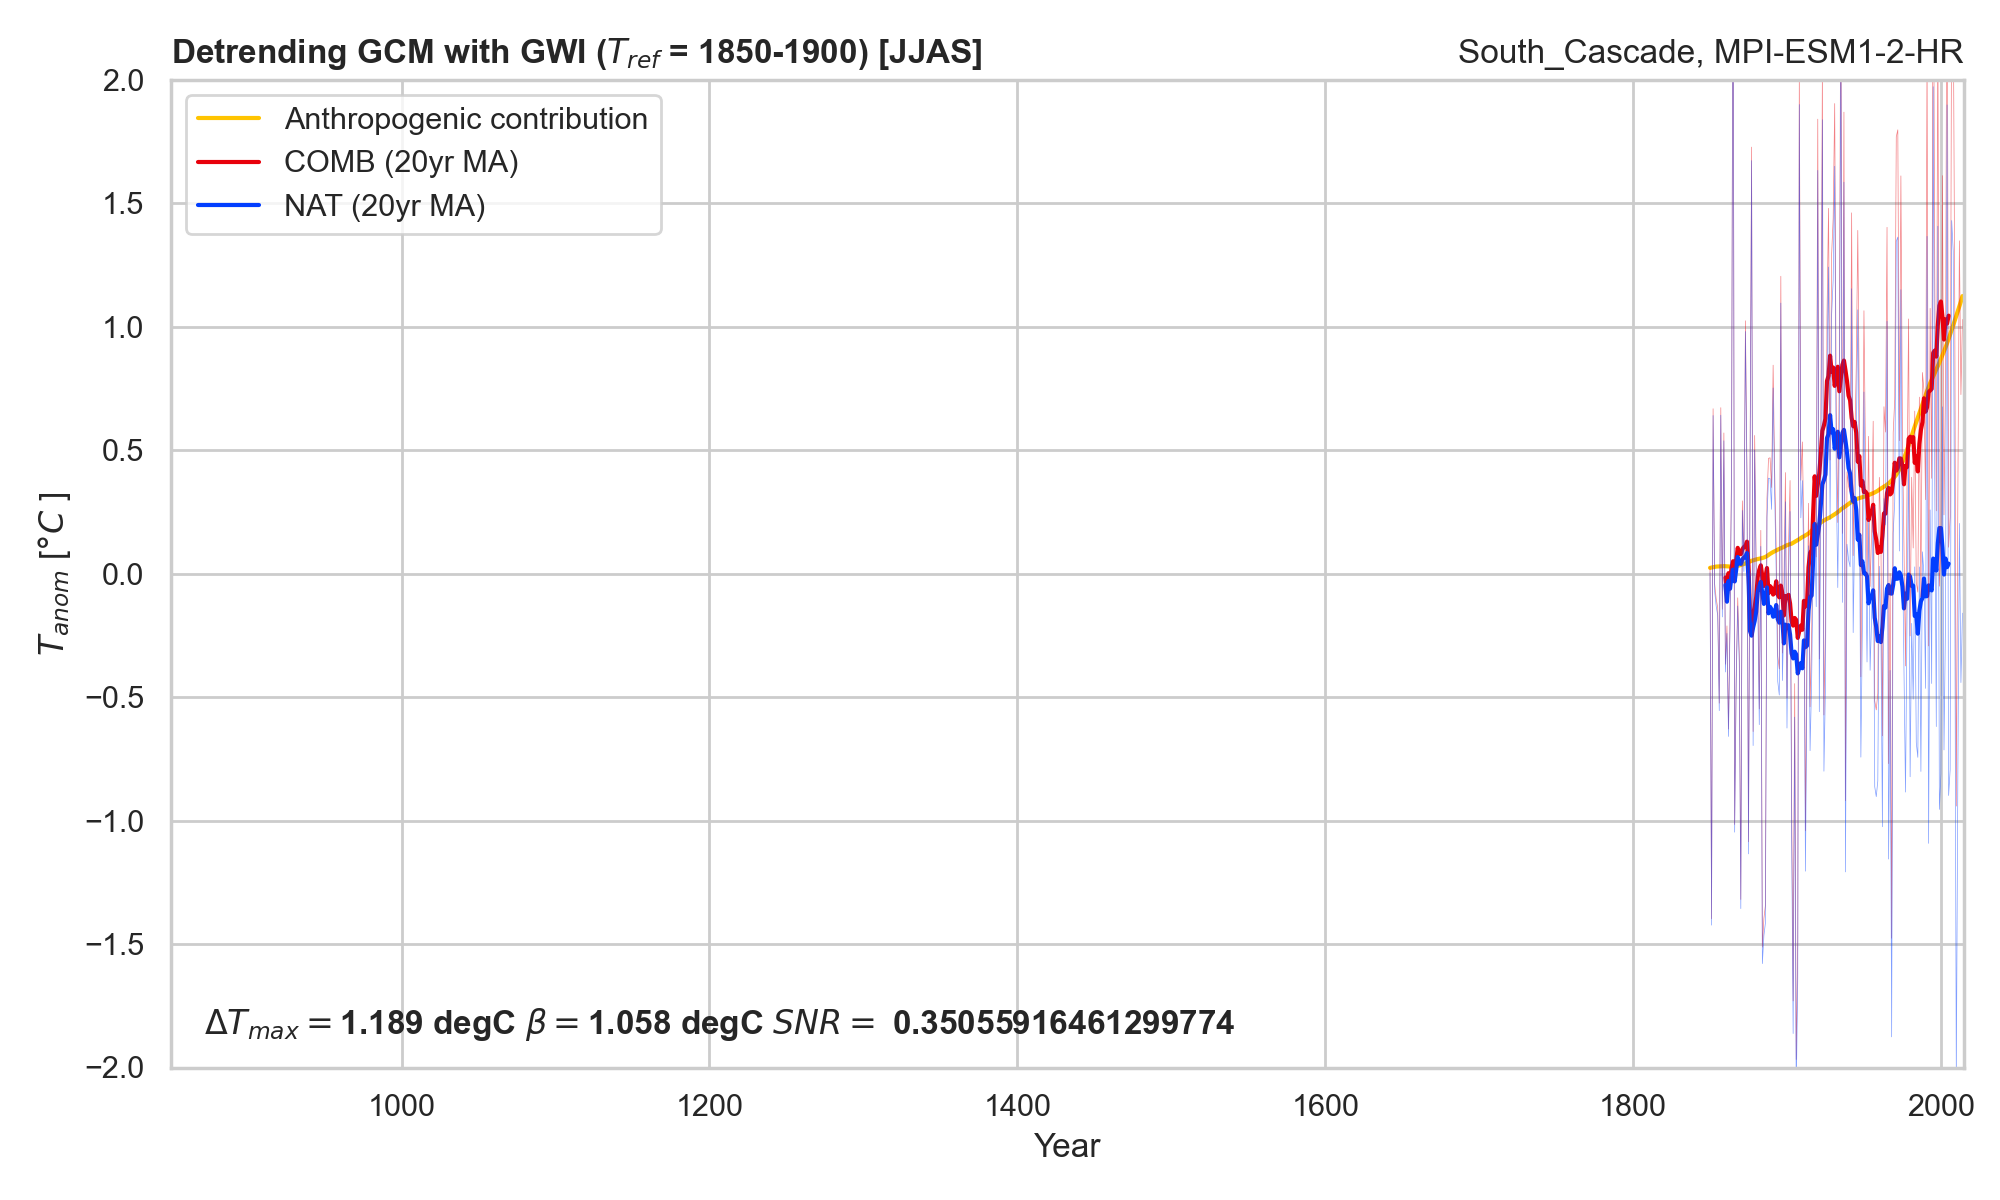 Detrending GCM with GWI (T_ref = 1850-1900) [JJAS]
South_Cascade, MPI-ESM1-2-HR
Anthropogenic contribution
COMB (20yr MA)
NAT (20yr MA)
2.0
1.5
1.0
0.5
0.0
−0.5
−1.0
−1.5
−2.0
T_anom [°C ]
ΔT_max = 1.189 degC β = 1.058 degC SNR = 0.35055916461299774
1000 1200 1400 1600 1800 2000
Year